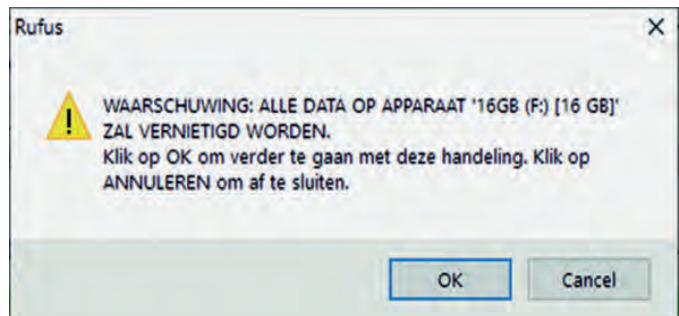 Rufus
WAARSCHUWING: ALLE DATA OP APPARAAT '16GB (F:) [16 GB]'
ZAL VERNIETIGD WORDEN.
Klik op OK om verder te gaan met deze handeling. Klik op
ANNULEREN om af te sluiten.
OK
Cancel